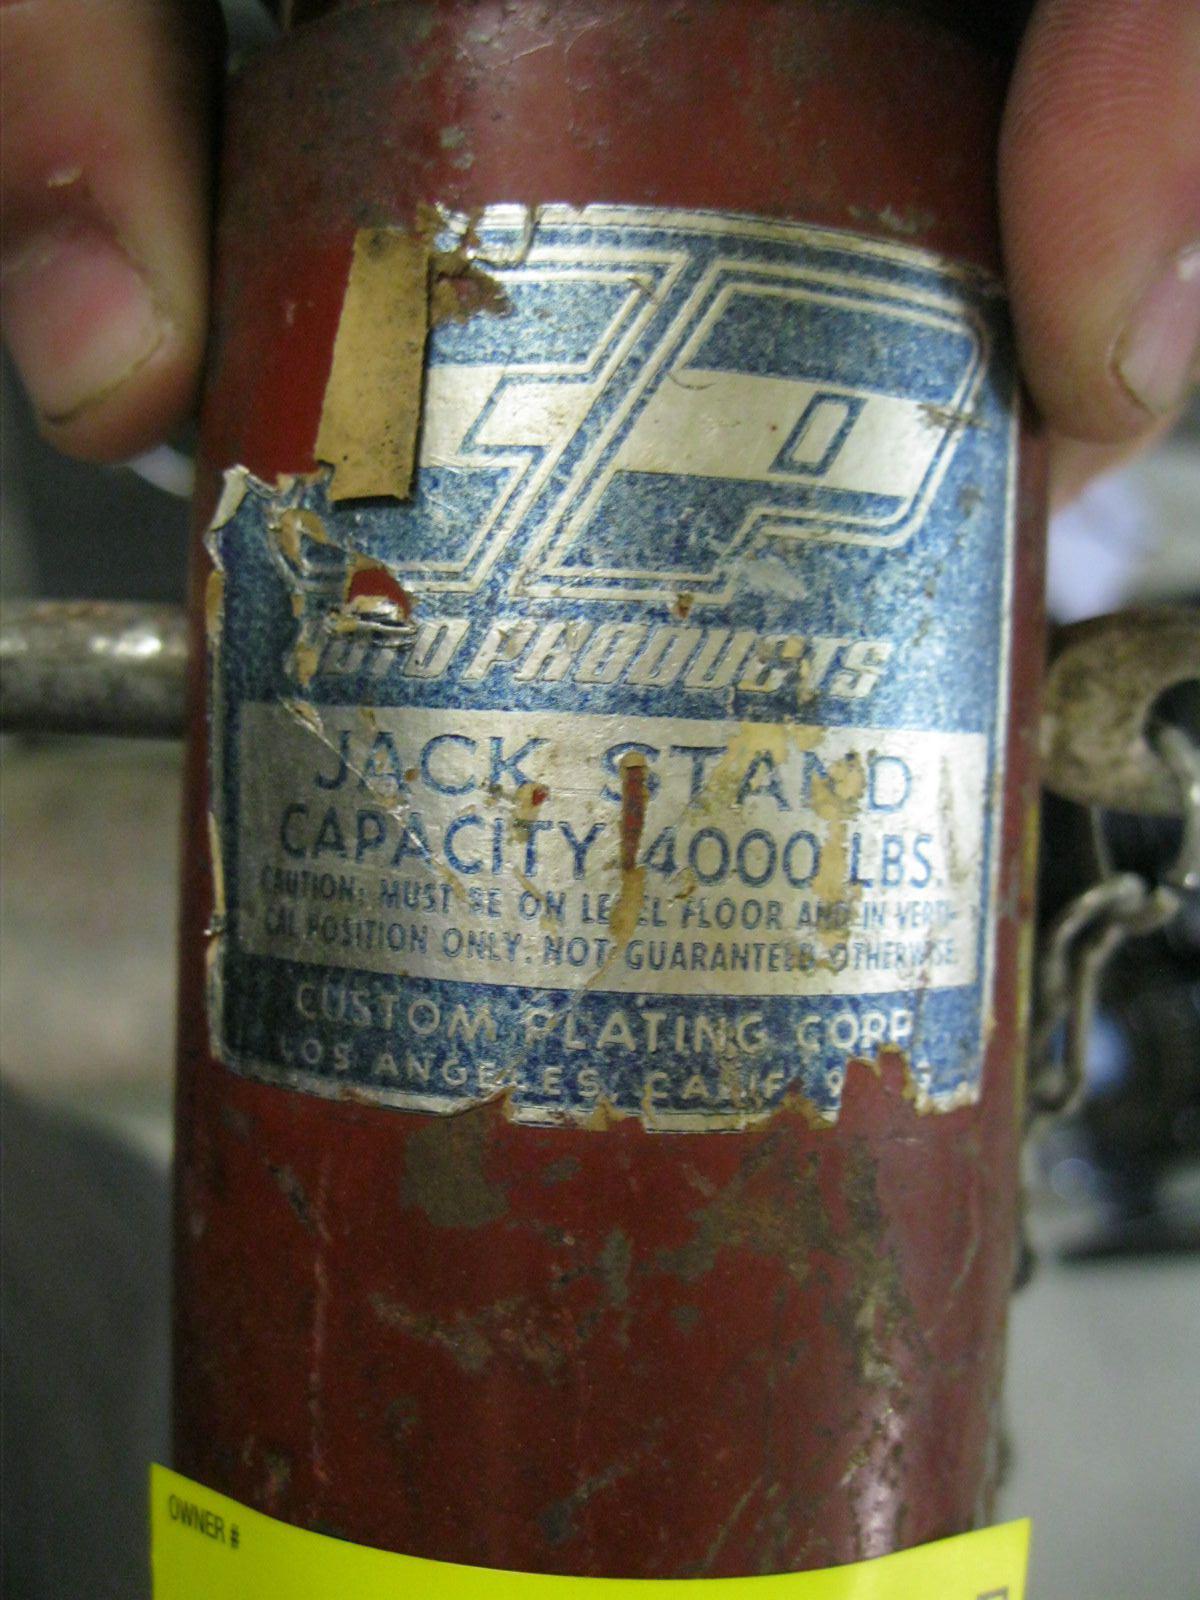 P
PRODUCTS
JACK STAND
CAPACITY 4000 LBS.
CAUTION: MUST BE ON LEVEL FLOOR AND IN VERTI-
CAL POSITION ONLY. NOT GUARANTEED OTHERWISE.
CUSTOM PLATING CORP.
LOS ANGELES, CALIF.
OWNER #